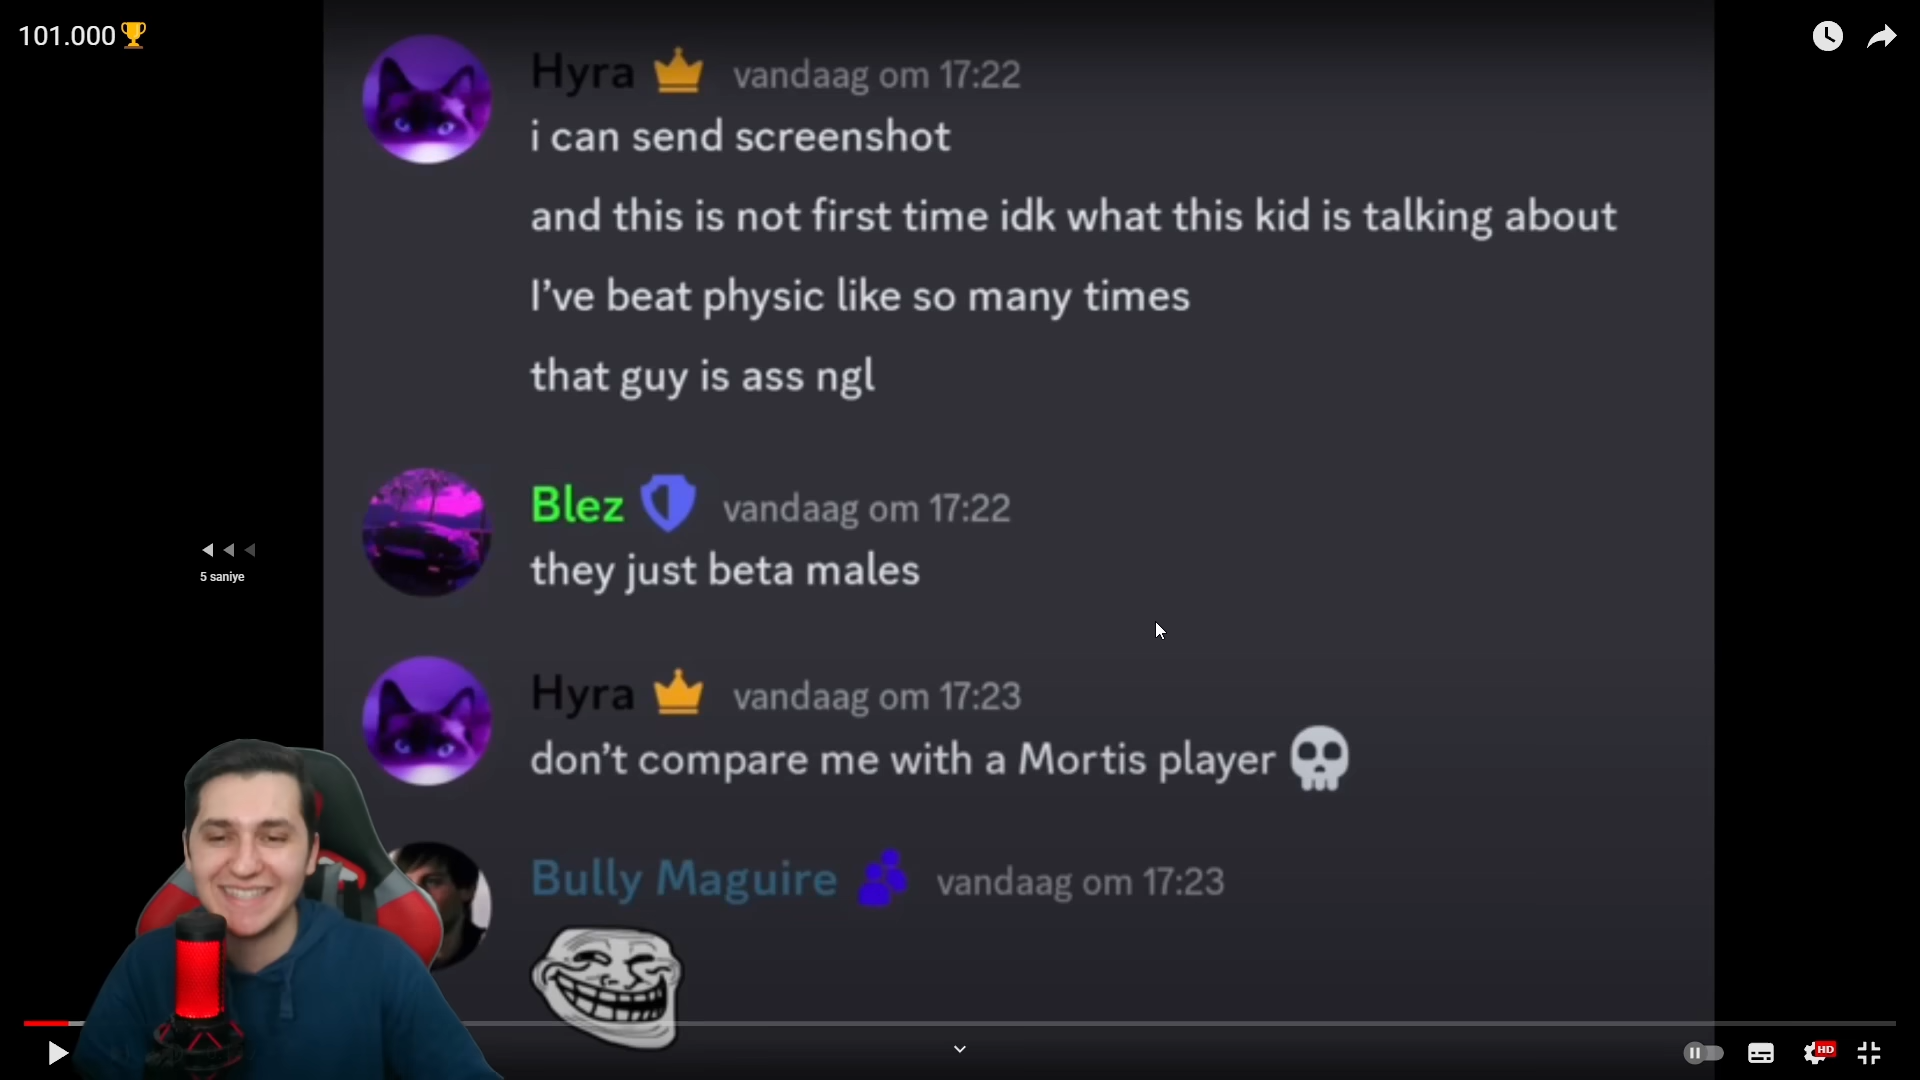 101.000
Hyra vandaag om 17:22
i can send screenshot
and this is not first time idk what this kid is talking about
I've beat physic like so many times
that guy is ass ngl
Blez vandaag om 17:22
they just beta males
5 saniye
Hyra vandaag om 17:23
don't compare me with a Mortis player
Bully Maguire vandaag om 17:23
HD